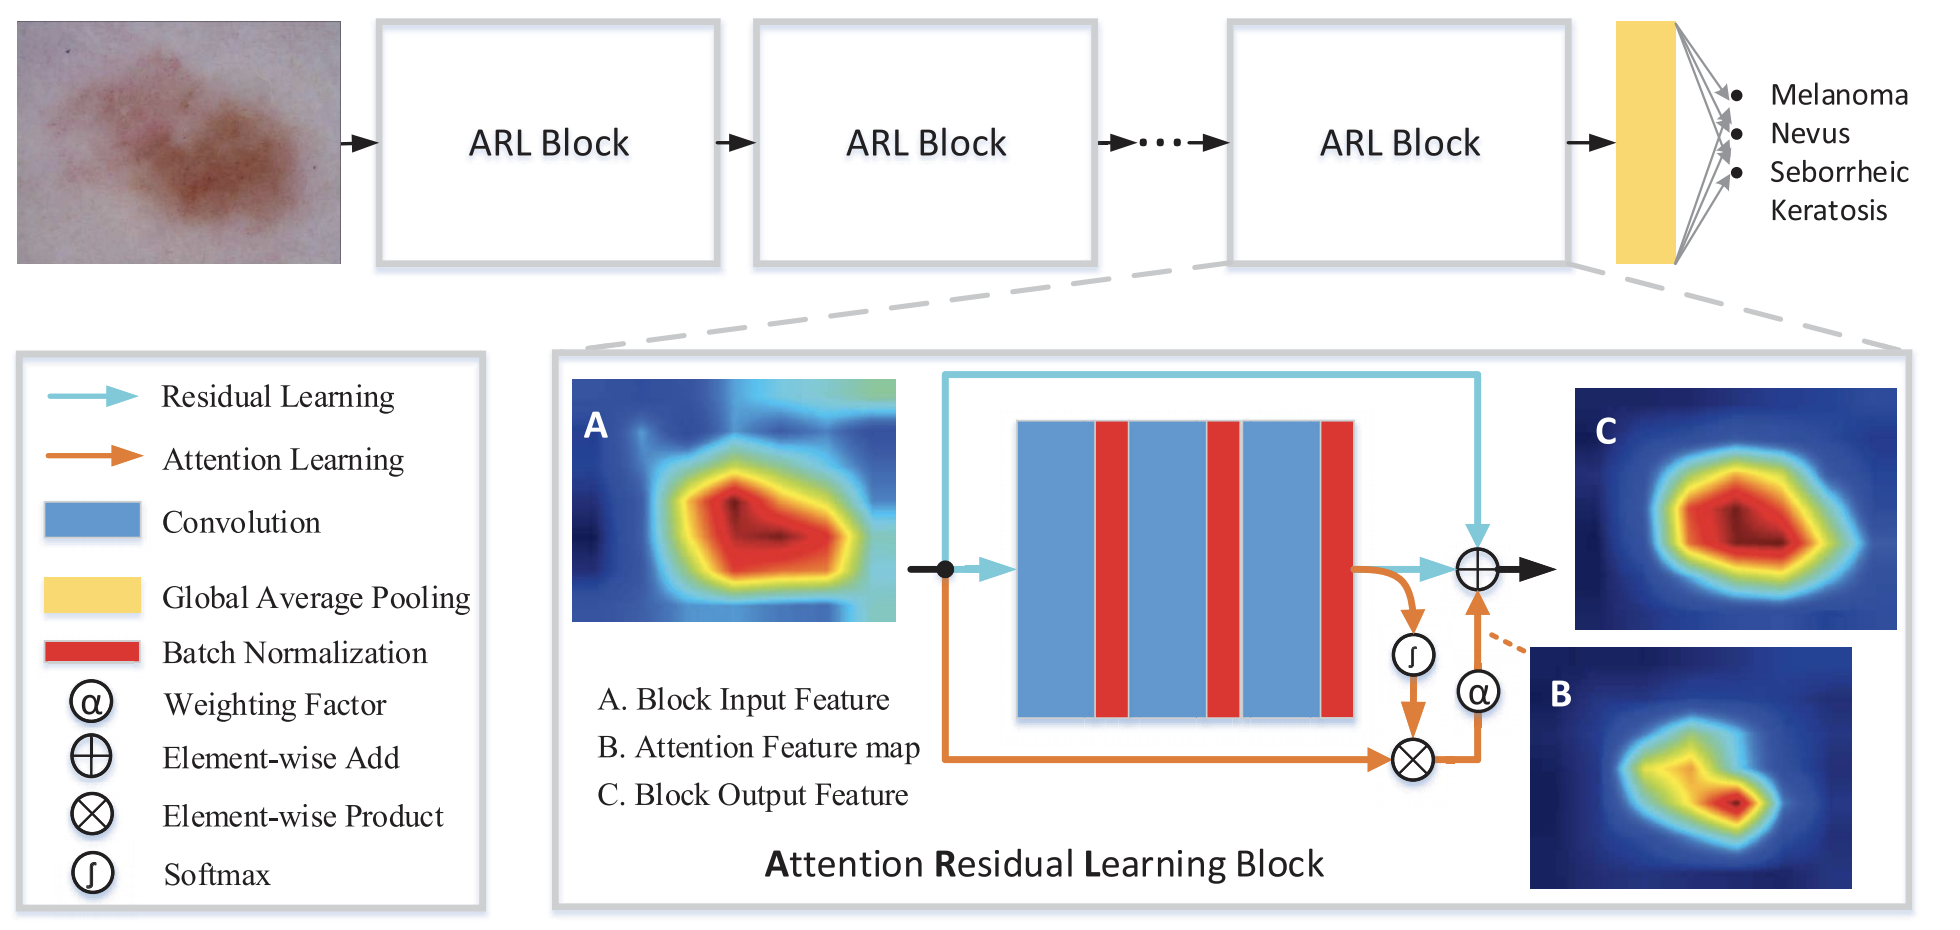 ARL Block
ARL Block
ARL Block
● Melanoma
● Nevus
● Seborrheic
Keratosis
Residual Learning
Attention Learning
Convolution
Global Average Pooling
Batch Normalization
α Weighting Factor
Element-wise Add
Element-wise Product
∫ Softmax
A
C
∫
α
B
A. Block Input Feature
B. Attention Feature map
C. Block Output Feature
Attention Residual Learning Block